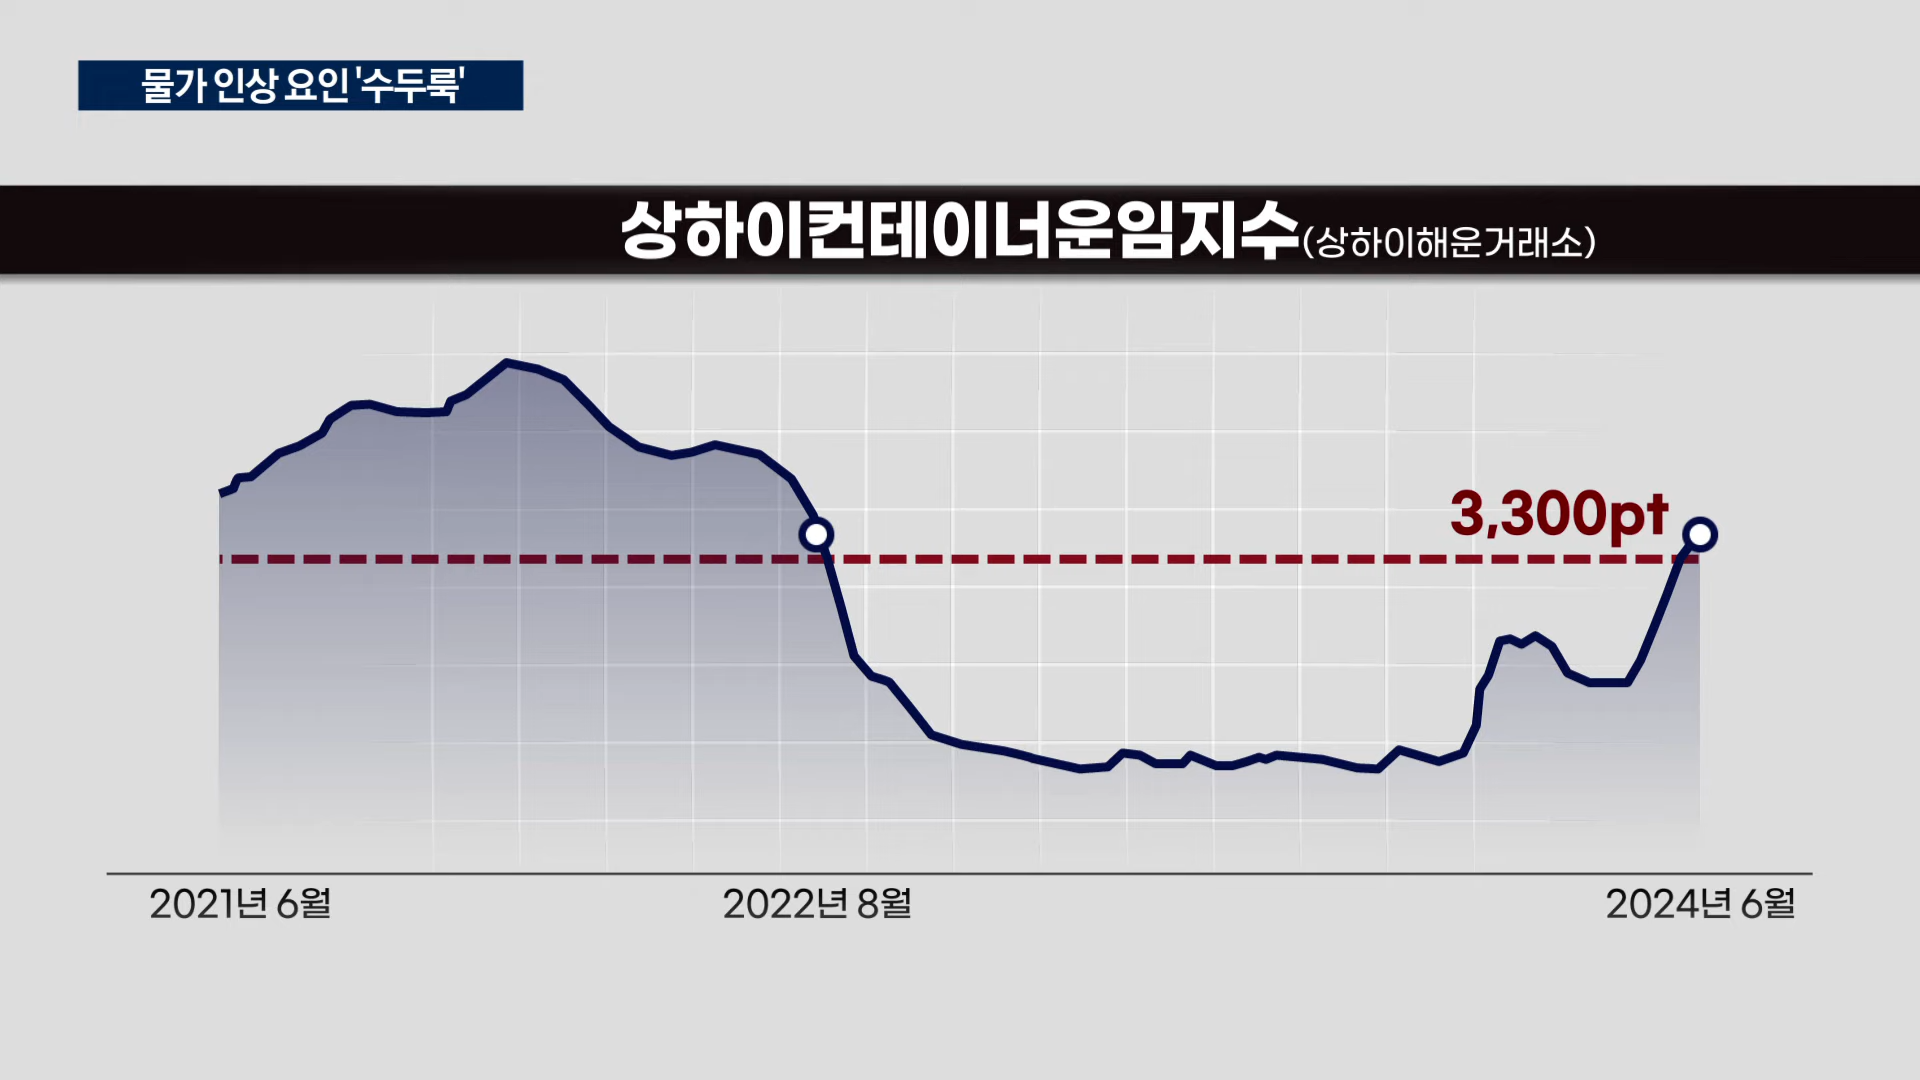 물가 인상 요인 '수두룩'
상하이컨테이너운임지수(상하이해운거래소)
3,300pt
2021년 6월 2022년 8월 2024년 6월